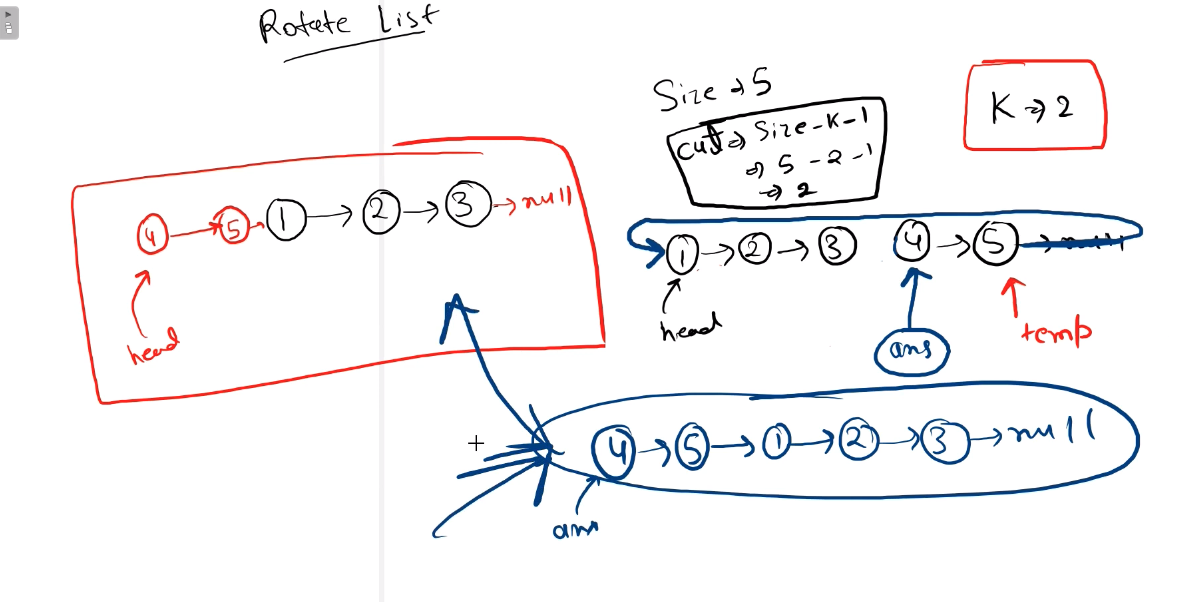 Rotate List
Size → 5
K → 2
cut → Size-K-1
→ 5-2-1
→ 2
4 → 5 → 1 → 2 → 3 → null
head
1 → 2 → 3 4 → 5 → null
head
ans
temp
4 → 5 → 1 → 2 → 3 → null
ans